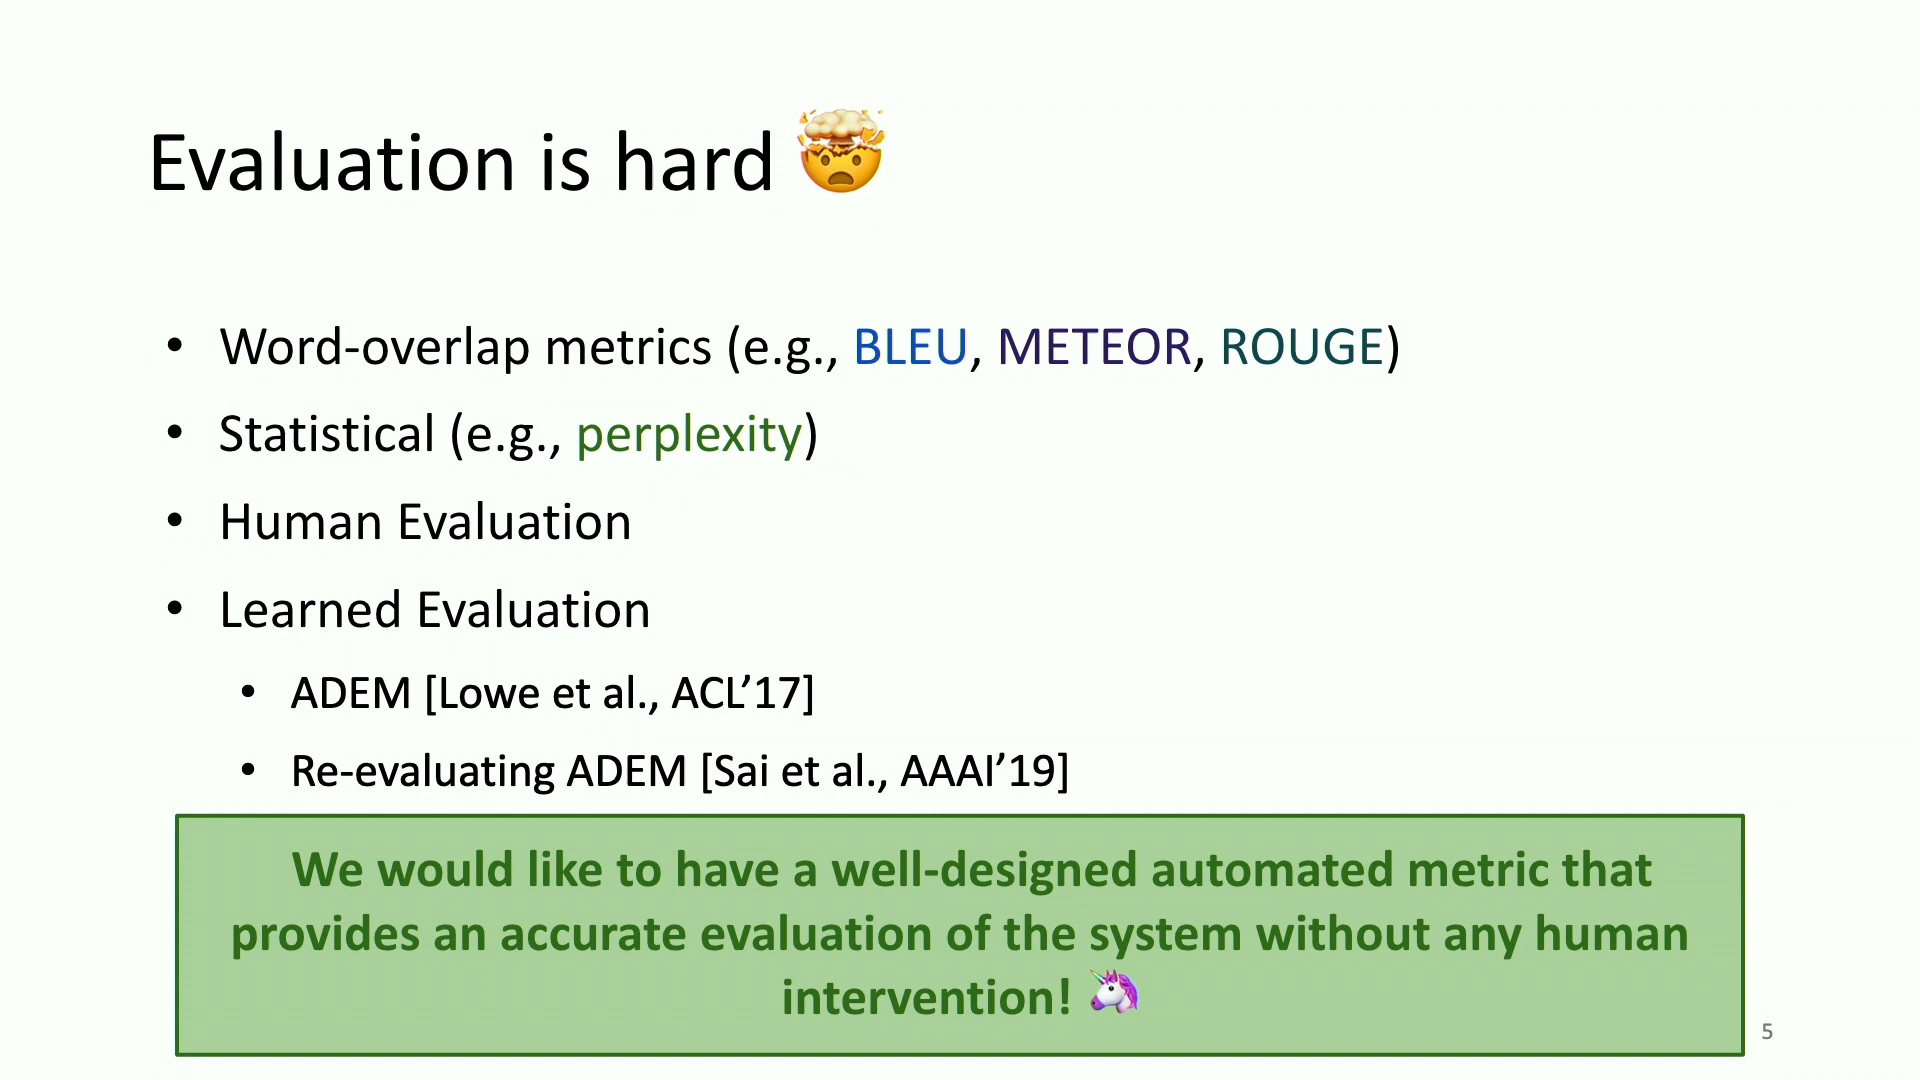 Evaluation is hard 🤯
• Word-overlap metrics (e.g., BLEU, METEOR, ROUGE)
• Statistical (e.g., perplexity)
• Human Evaluation
• Learned Evaluation
• ADEM [Lowe et al., ACL’17]
• Re-evaluating ADEM [Sai et al., AAAI’19]
We would like to have a well-designed automated metric that
provides an accurate evaluation of the system without any human
intervention! 🦄
5